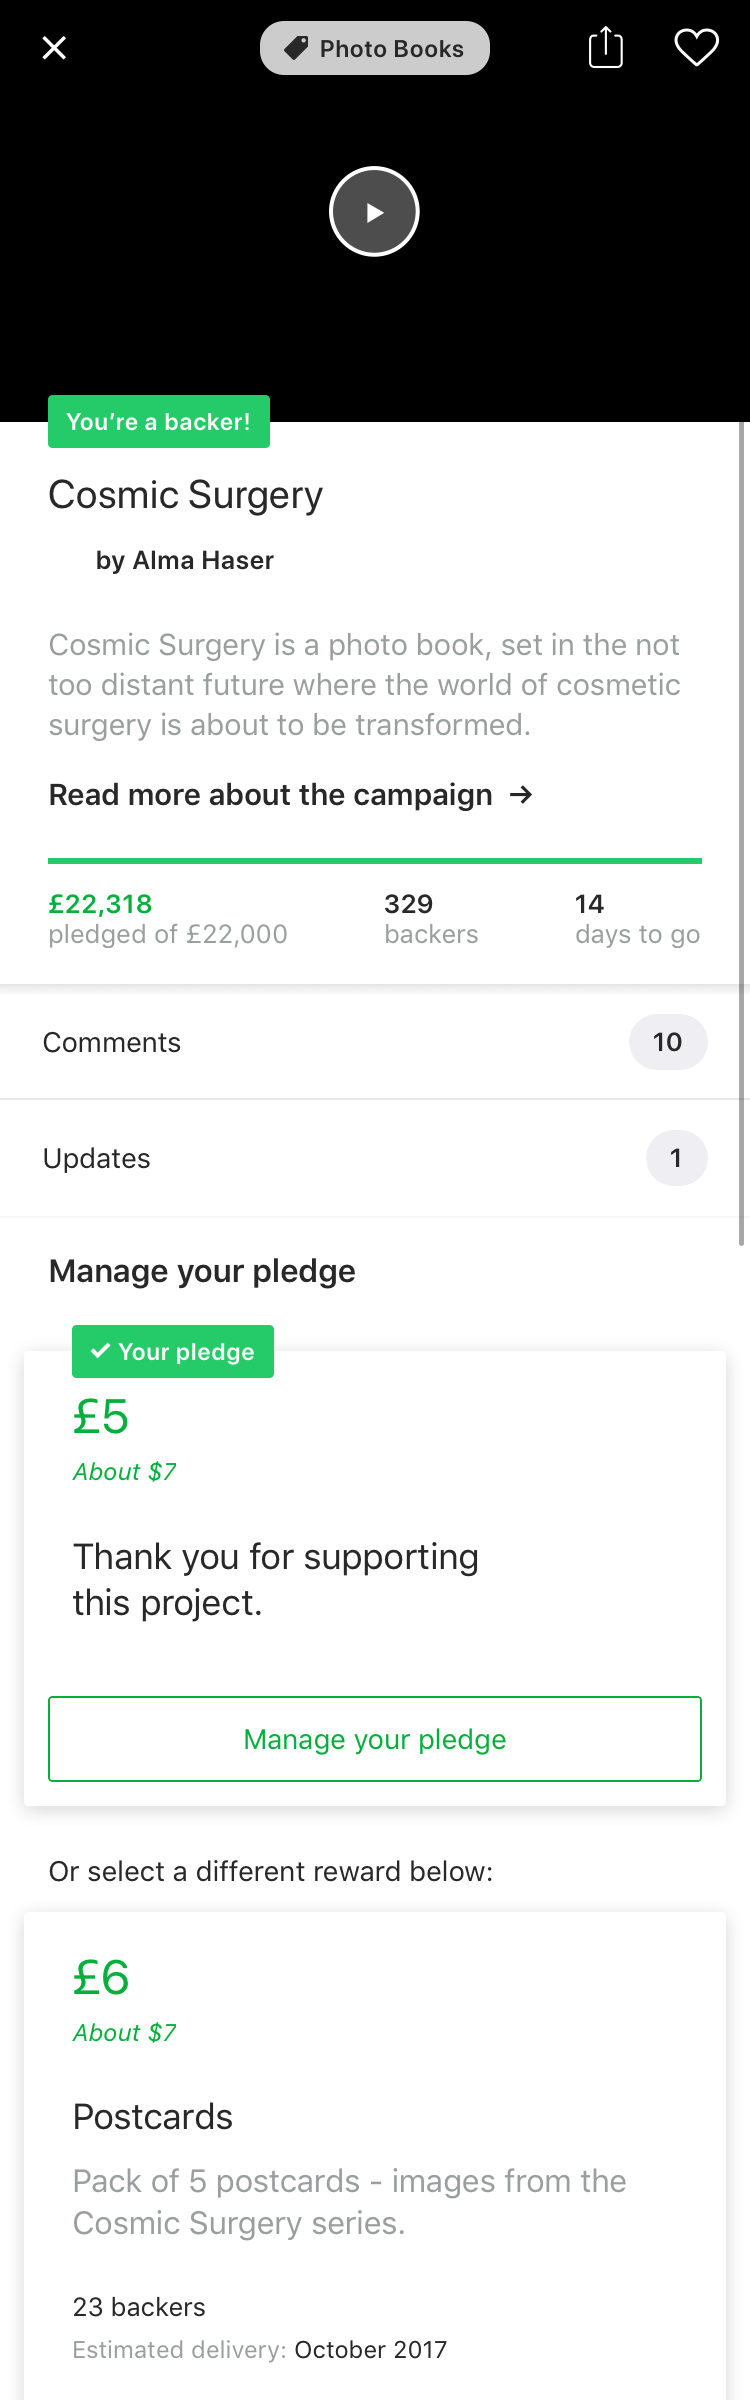 Photo Books
You’re a backer!
Cosmic Surgery
by Alma Haser
Cosmic Surgery is a photo book, set in the not
too distant future where the world of cosmetic
surgery is about to be transformed.
Read more about the campaign →
£22,318
pledged of £22,000
329
backers
14
days to go
Comments
10
Updates
1
Manage your pledge
Your pledge
£5
About $7
Thank you for supporting
this project.
Manage your pledge
Or select a different reward below:
£6
About $7
Postcards
Pack of 5 postcards - images from the
Cosmic Surgery series.
23 backers
Estimated delivery: October 2017